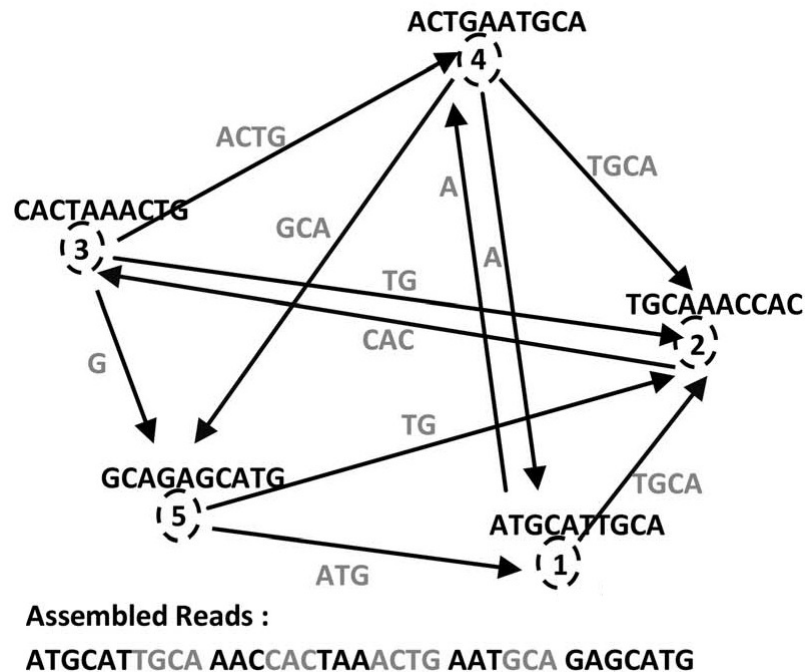 ACTGAATGCA
4
ACTG
TGCA
A
CACTAAACTG
GCA
3
A
TG
TGCAAACCAC
CAC
2
G
TG
GCAGAGCATG
TGCA
5
ATGCATTGCA
1
ATG
Assembled Reads :
ATGCATTGCA AACCACTAAACTG AATGCA GAGCATG